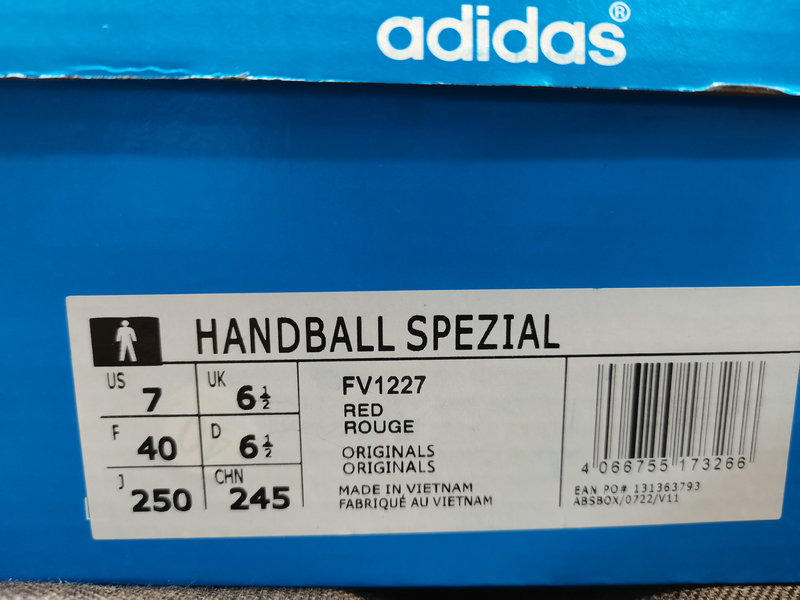 adidas®
HANDBALL SPEZIAL
US 7 UK 6½
F 40 D 6½
J 250 CHN 245
FV1227
RED
ROUGE
ORIGINALS
ORIGINALS
MADE IN VIETNAM
FABRIQUÉ AU VIETNAM
4 066755 173266
EAN PO# 131363793
ABSBOX/0722/V11